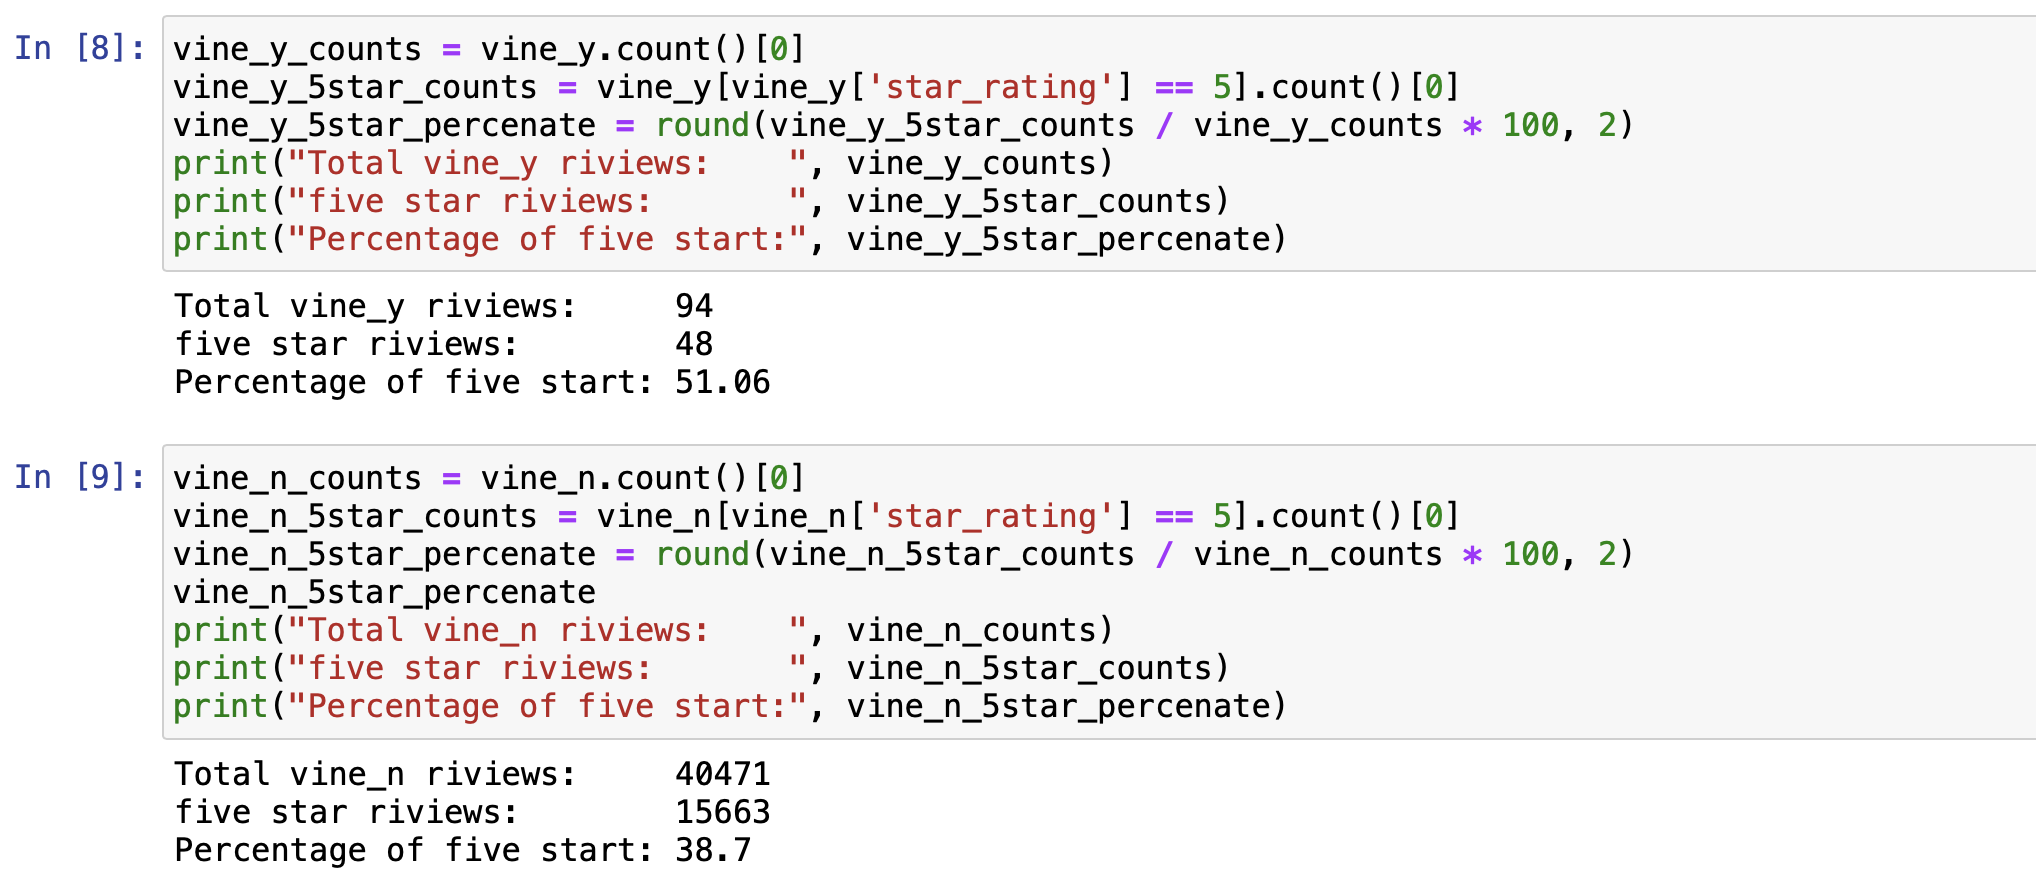 In [8]: vine_y_counts = vine_y.count()[0]
vine_y_5star_counts = vine_y[vine_y['star_rating'] == 5].count()[0]
vine_y_5star_percenate = round(vine_y_5star_counts / vine_y_counts * 100, 2)
print("Total vine_y riviews:    ", vine_y_counts)
print("five star riviews:       ", vine_y_5star_counts)
print("Percentage of five start:", vine_y_5star_percenate)
Total vine_y riviews:     94
five star riviews:        48
Percentage of five start: 51.06
In [9]: vine_n_counts = vine_n.count()[0]
vine_n_5star_counts = vine_n[vine_n['star_rating'] == 5].count()[0]
vine_n_5star_percenate = round(vine_n_5star_counts / vine_n_counts * 100, 2)
vine_n_5star_percenate
print("Total vine_n riviews:    ", vine_n_counts)
print("five star riviews:       ", vine_n_5star_counts)
print("Percentage of five start:", vine_n_5star_percenate)
Total vine_n riviews:     40471
five star riviews:        15663
Percentage of five start: 38.7